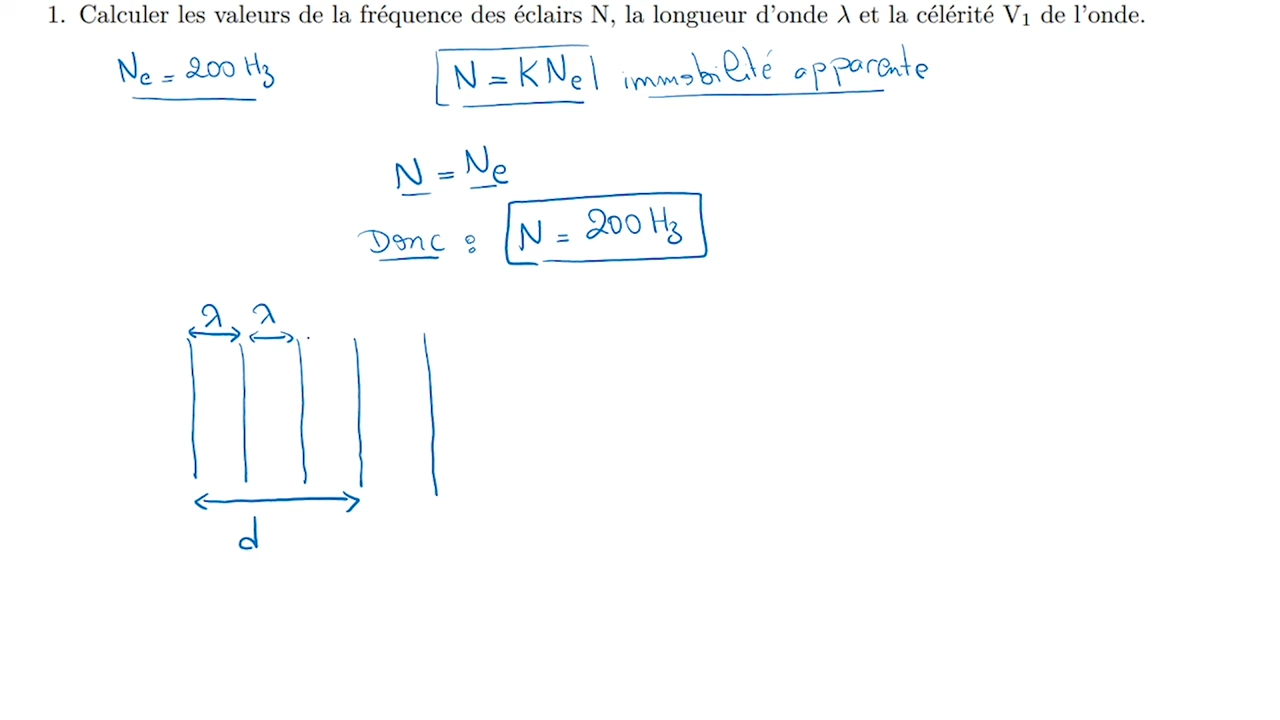 1. Calculer les valeurs de la fréquence des éclairs N, la longueur d'onde λ et la célérité V₁ de l'onde.
Ne = 200 Hz N = K Ne immobilité apparente
N = Ne
Donc : N = 200 Hz
λ λ
d